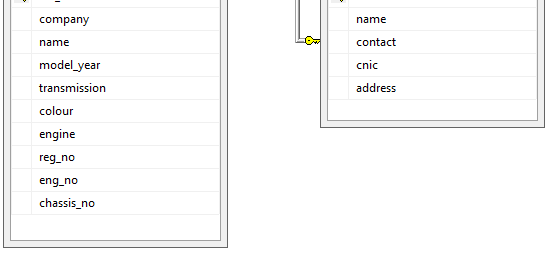 company
name
model_year
transmission
colour
engine
reg_no
eng_no
chassis_no
name
contact
cnic
address